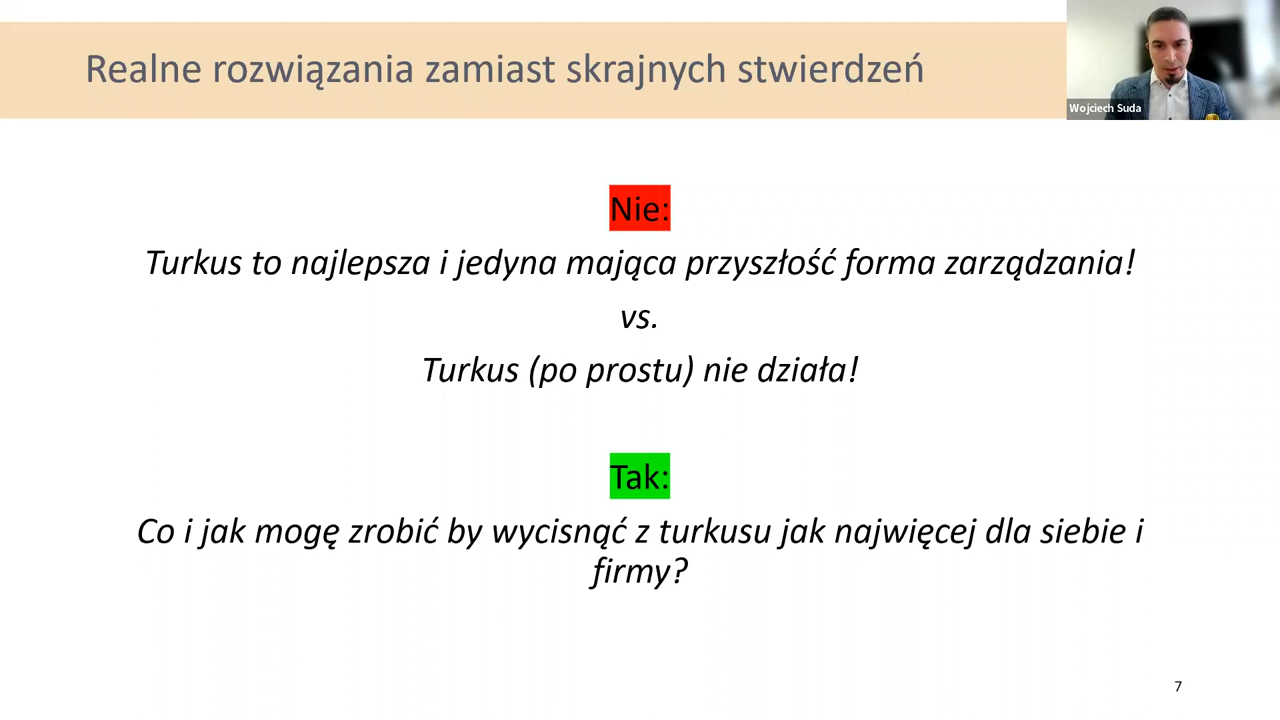 Realne rozwiązania zamiast skrajnych stwierdzeń
Wojciech Suda
Nie:
Turkus to najlepsza i jedyna mająca przyszłość forma zarządzania!
vs.
Turkus (po prostu) nie działa!
Tak:
Co i jak mogę zrobić by wycisnąć z turkusu jak najwięcej dla siebie i
firmy?
7